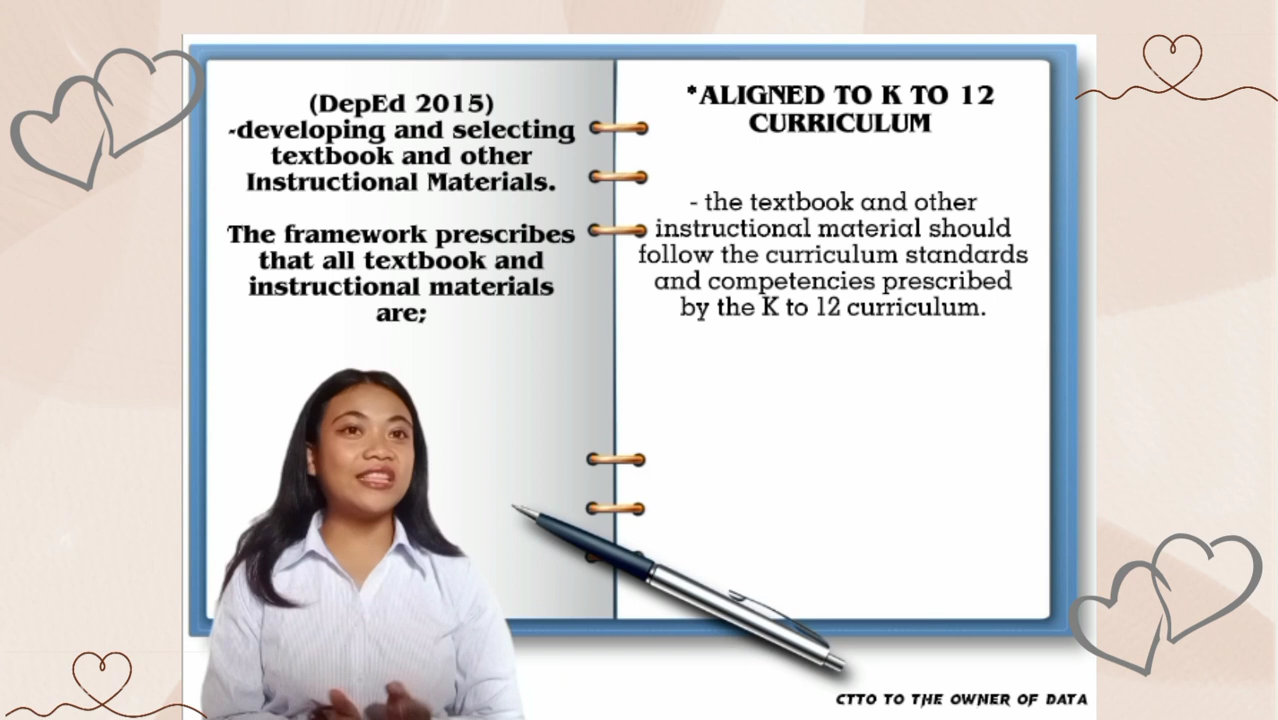 (DepEd 2015)
-developing and selecting
textbook and other
Instructional Materials.
The framework prescribes
that all textbook and
instructional materials
are;
*ALIGNED TO K TO 12
CURRICULUM
- the textbook and other
instructional material should
follow the curriculum standards
and competencies prescribed
by the K to 12 curriculum.
CTTO TO THE OWNER OF DATA